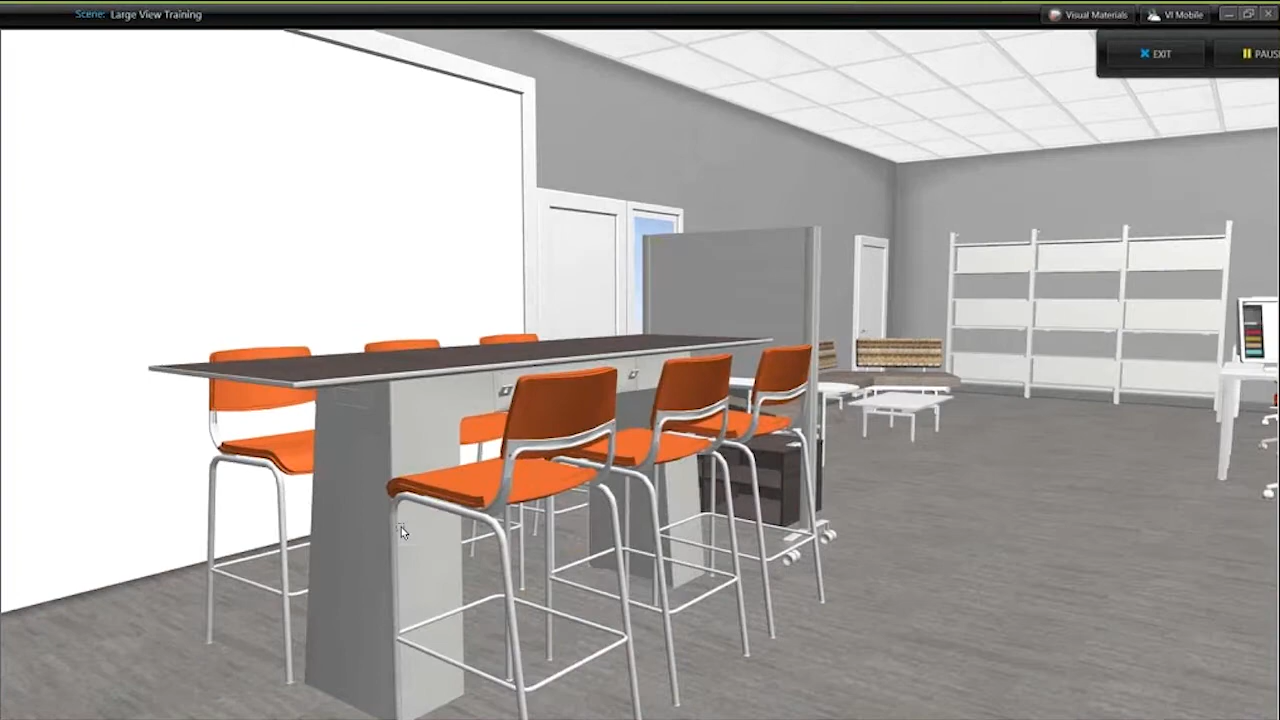 Scene: Large View Training
Visual Materials
VI Mobile
EXIT
PAUS